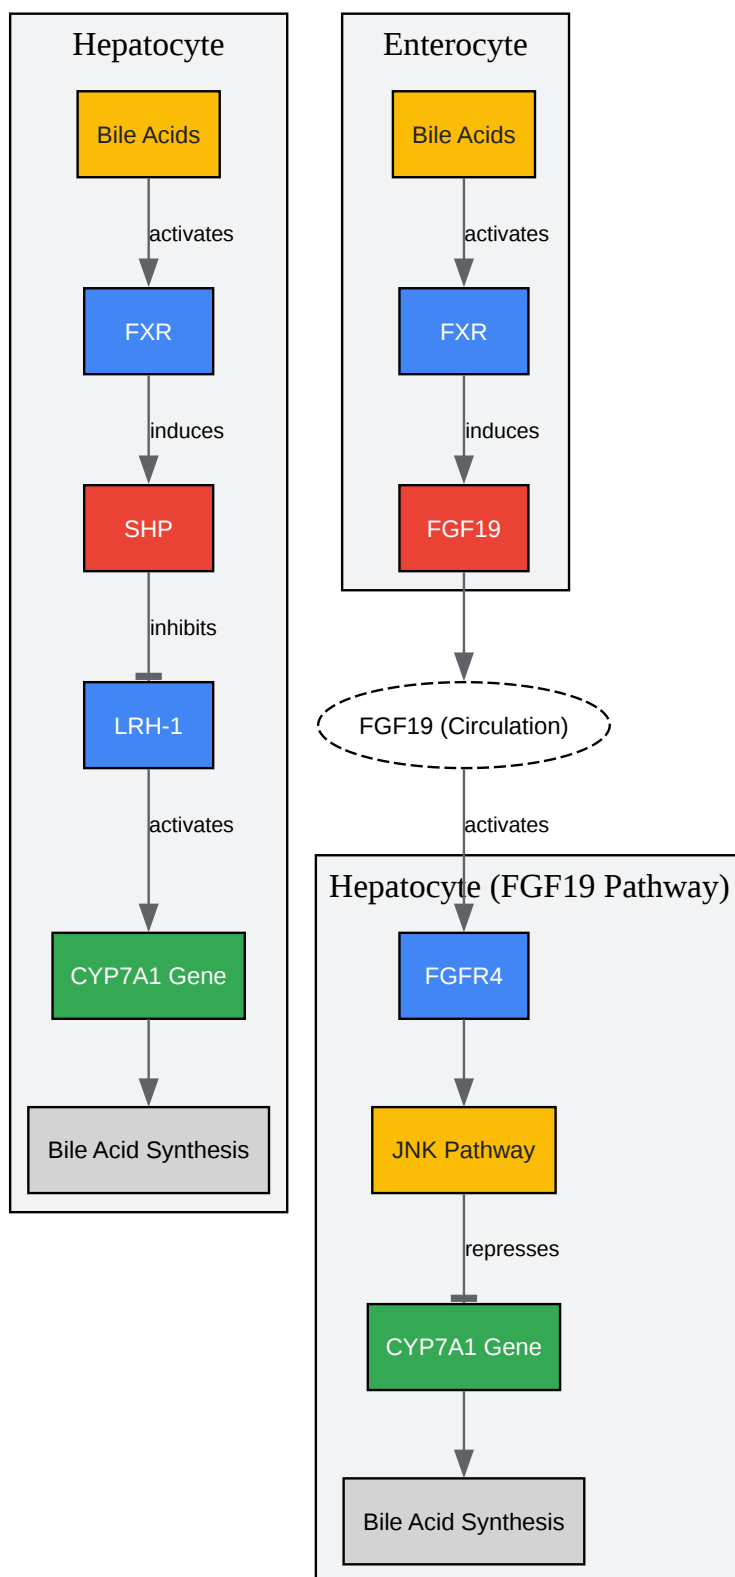 Hepatocyte
Bile Acids
activates
FXR
induces
SHP
inhibits
LRH-1
activates
CYP7A1 Gene
Bile Acid Synthesis
Enterocyte
Bile Acids
activates
FXR
induces
FGF19
FGF19 (Circulation)
activates
Hepatocyte (FGF19 Pathway)
FGFR4
JNK Pathway
represses
CYP7A1 Gene
Bile Acid Synthesis